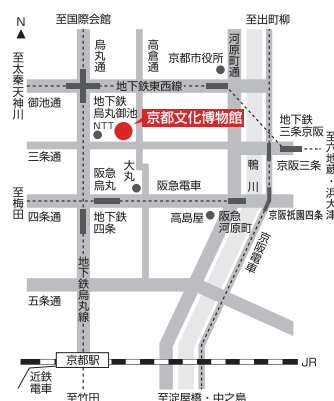 N
至国際会館
至出町柳
烏丸通
高倉通
河原町通
京都市役所
至太秦天神川
地下鉄東西線
御池通
地下鉄
烏丸御池
NTT
京都文化博物館
地下鉄
三条京阪
三条通
京阪三条
至六地蔵・浜大津
阪急
烏丸
大丸
阪急電車
鴨川
至梅田
四条通
地下鉄
四条
高島屋
阪急
河原町
京阪祇園四条
京阪電車
地下鉄烏丸線
五条通
京都駅
JR
近鉄
電車
至竹田
至淀屋橋・中之島